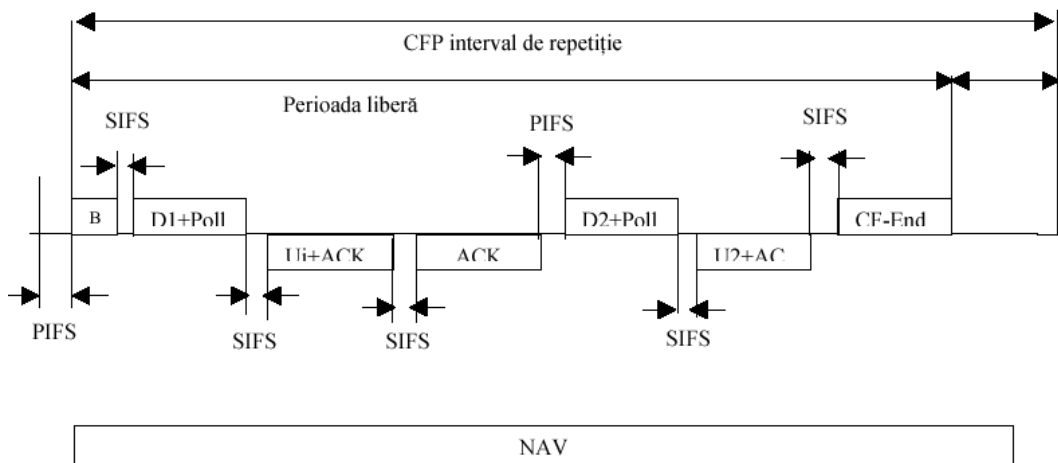 CFP interval de repetiție
Perioada liberă
SIFS
PIFS
SIFS
B
D1+Poll
D2+Poll
CF-End
Ui+ACK
ACK
U2+AC
PIFS
SIFS
SIFS
SIFS
NAV